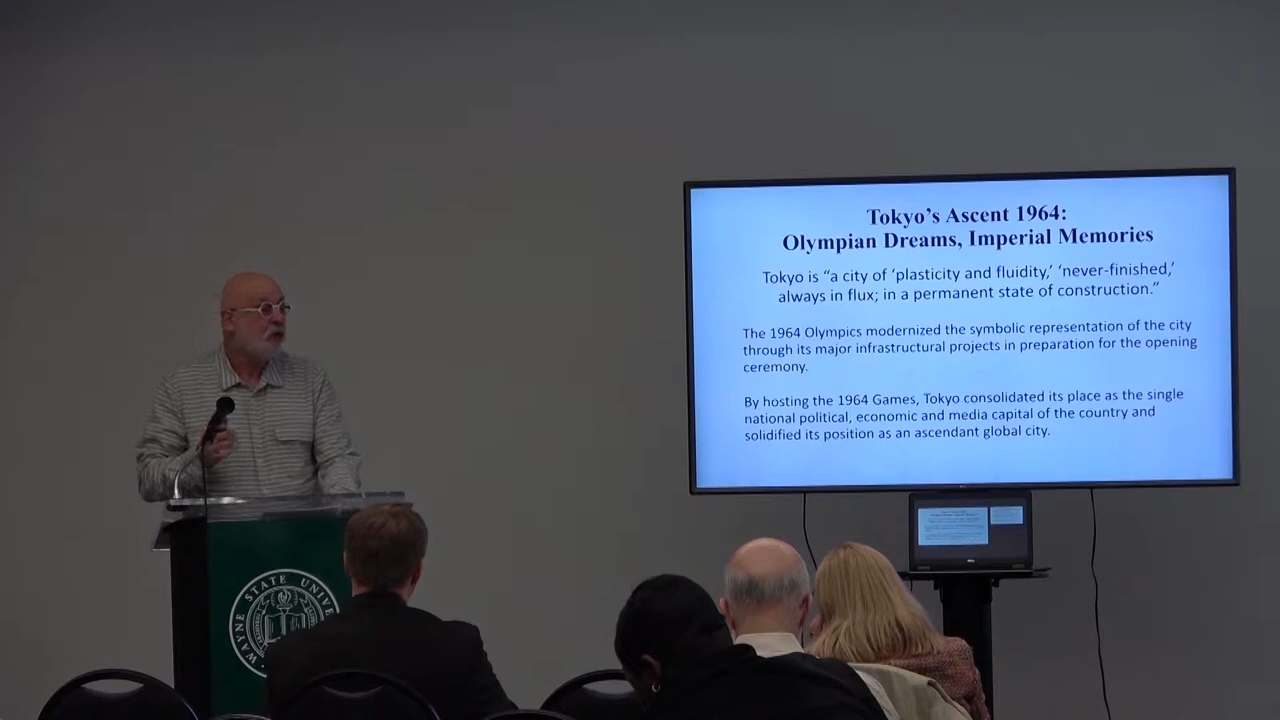 Tokyo's Ascent 1964:
Olympian Dreams, Imperial Memories
Tokyo is “a city of ‘plasticity and fluidity,’ ‘never-finished,’
always in flux; in a permanent state of construction.”
The 1964 Olympics modernized the symbolic representation of the city
through its major infrastructural projects in preparation for the opening
ceremony.
By hosting the 1964 Games, Tokyo consolidated its place as the single
national political, economic and media capital of the country and
solidified its position as an ascendant global city.
WAYNE STATE UNIVE